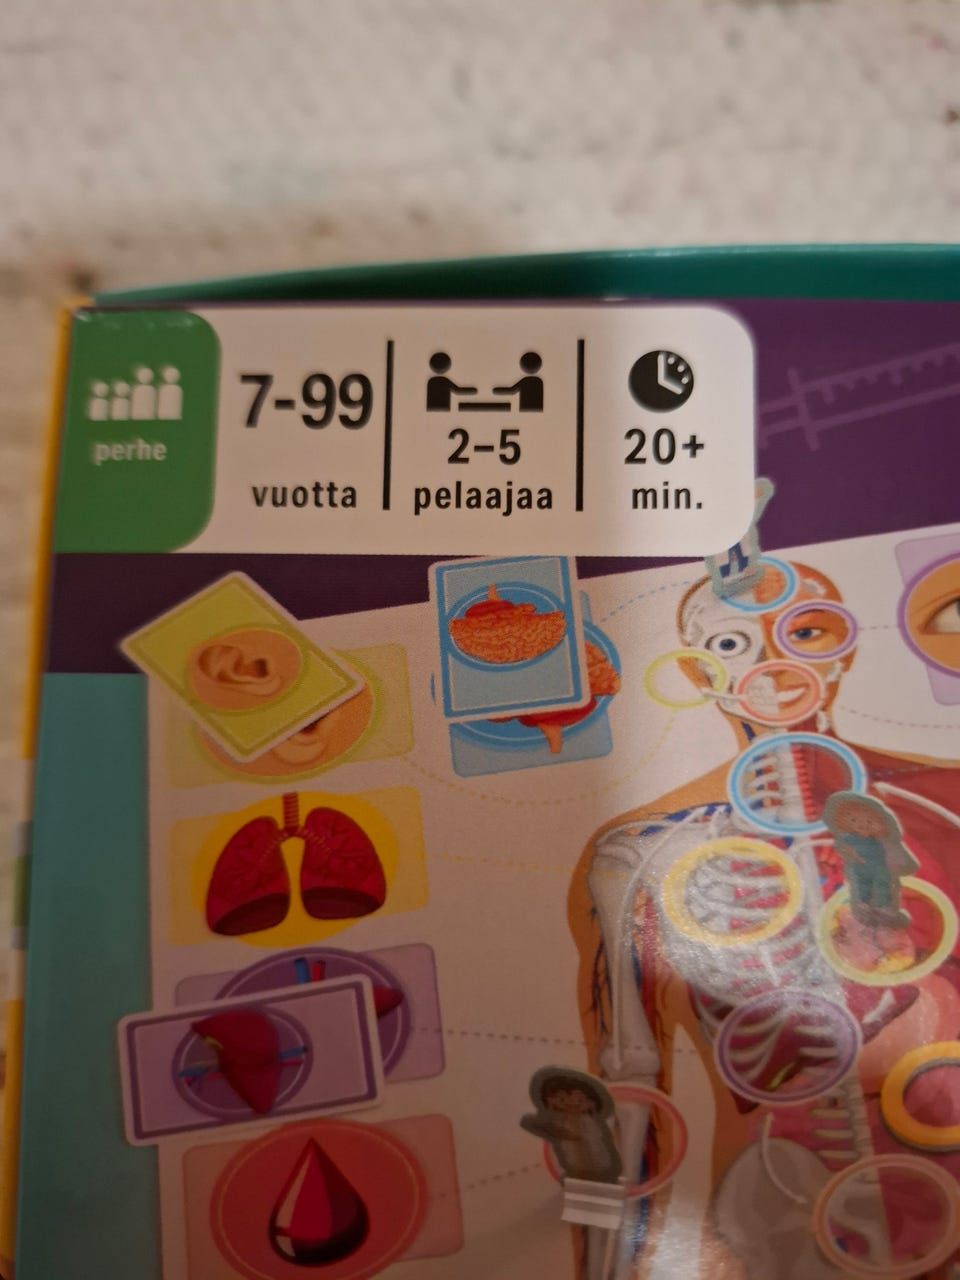 perhe
7-99
vuotta
2-5
pelaajaa
20+
min.